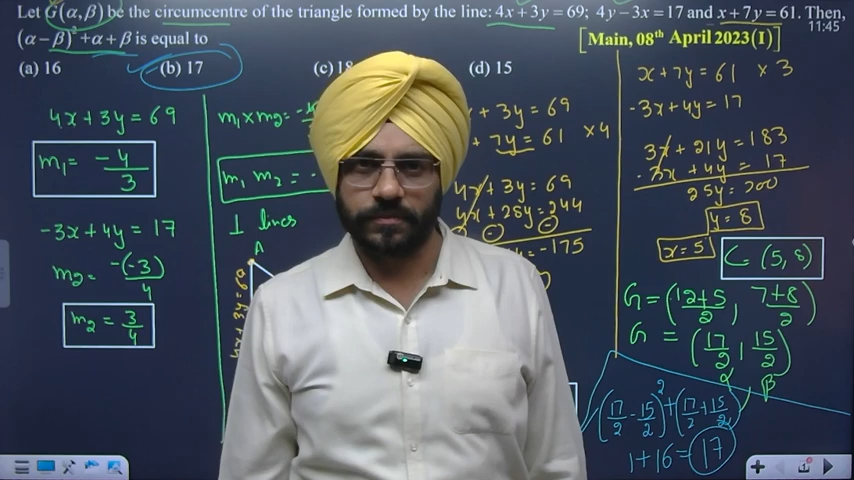 Let G(α,β) be the circumcentre of the triangle formed by the line: 4x + 3y = 69; 4y – 3x = 17 and x + 7y = 61. Then,
11:45
(α – β)² + α + β is equal to
[Main, 08th April 2023(I)]
(a) 16 (b) 17 (c) 18 (d) 15
4x + 3y = 69
m₁ = -4/3
-3x + 4y = 17
m₂ = -(-3)/4
m₂ = 3/4
m₁ × m₂ =
m₁ m₂ = -
⊥ lines
A
4x + 3y = 69
+ 3y = 69
+ 7y = 61 × 4
4x + 3y = 69
4x + 28y = 244
y = -175
x + 7y = 61 × 3
-3x + 4y = 17
3x + 21y = 183
-3x + 4y = 17
25y = 200
y = 8
x = 5
C = (5, 8)
G = (12+5/2, 7+8/2)
G = (17/2, 15/2)
α β
(17/2 - 15/2)² + (17/2 + 15/2)
1 + 16 = 17